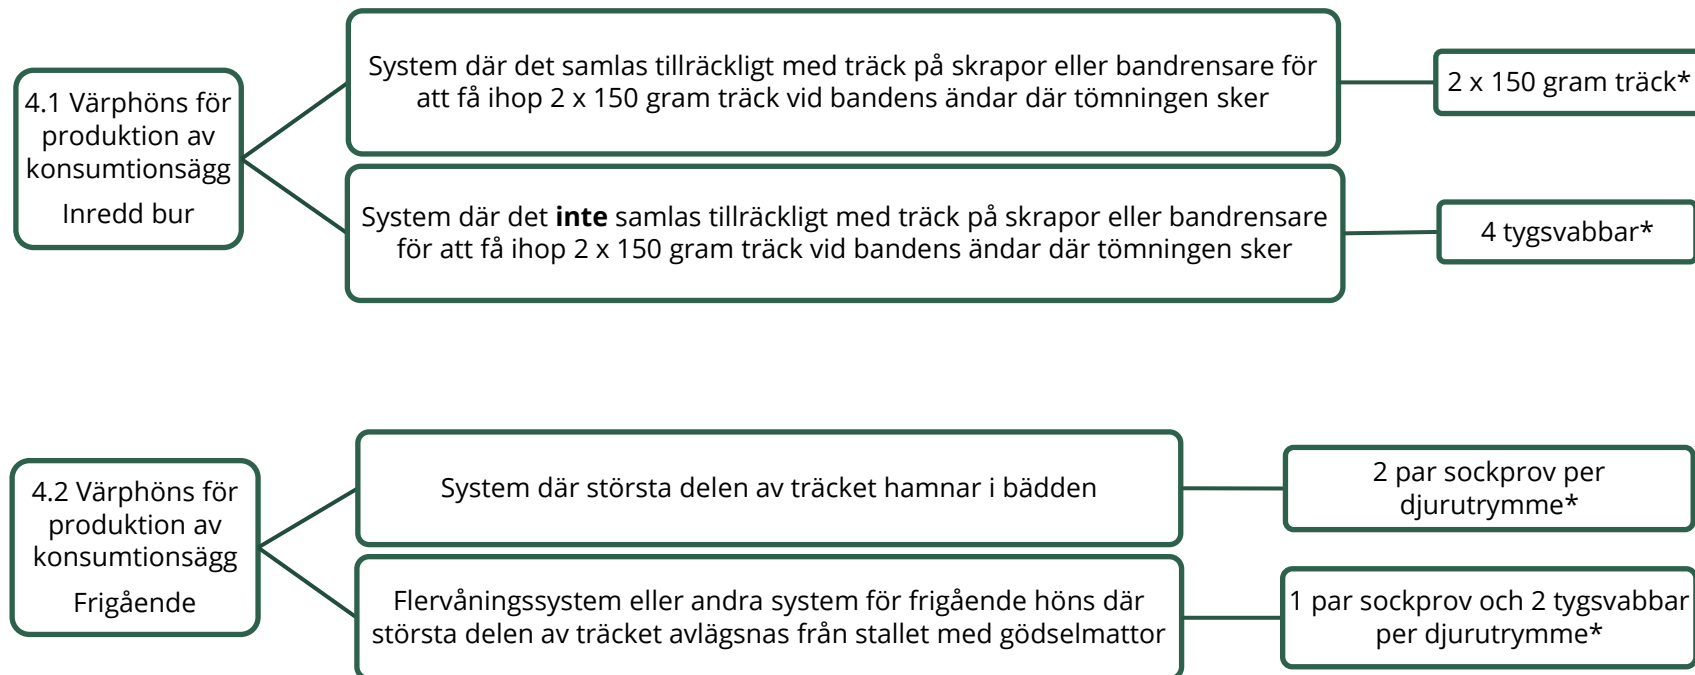 4.1 Värphöns för
produktion av
konsumtionsägg
Inredd bur
System där det samlas tillräckligt med träck på skrapor eller bandrensare för
att få ihop 2 x 150 gram träck vid bandens ändar där tömningen sker
2 x 150 gram träck*
System där det inte samlas tillräckligt med träck på skrapor eller bandrensare
för att få ihop 2 x 150 gram träck vid bandens ändar där tömningen sker
4 tygsvabbar*
4.2 Värphöns för
produktion av
konsumtionsägg
Frigående
System där största delen av träcket hamnar i bädden
2 par sockprov per
djurutrymme*
Flervåningssystem eller andra system för frigående höns där
största delen av träcket avlägsnas från stallet med gödselmattor
1 par sockprov och 2 tygsvabbar
per djurutrymme*